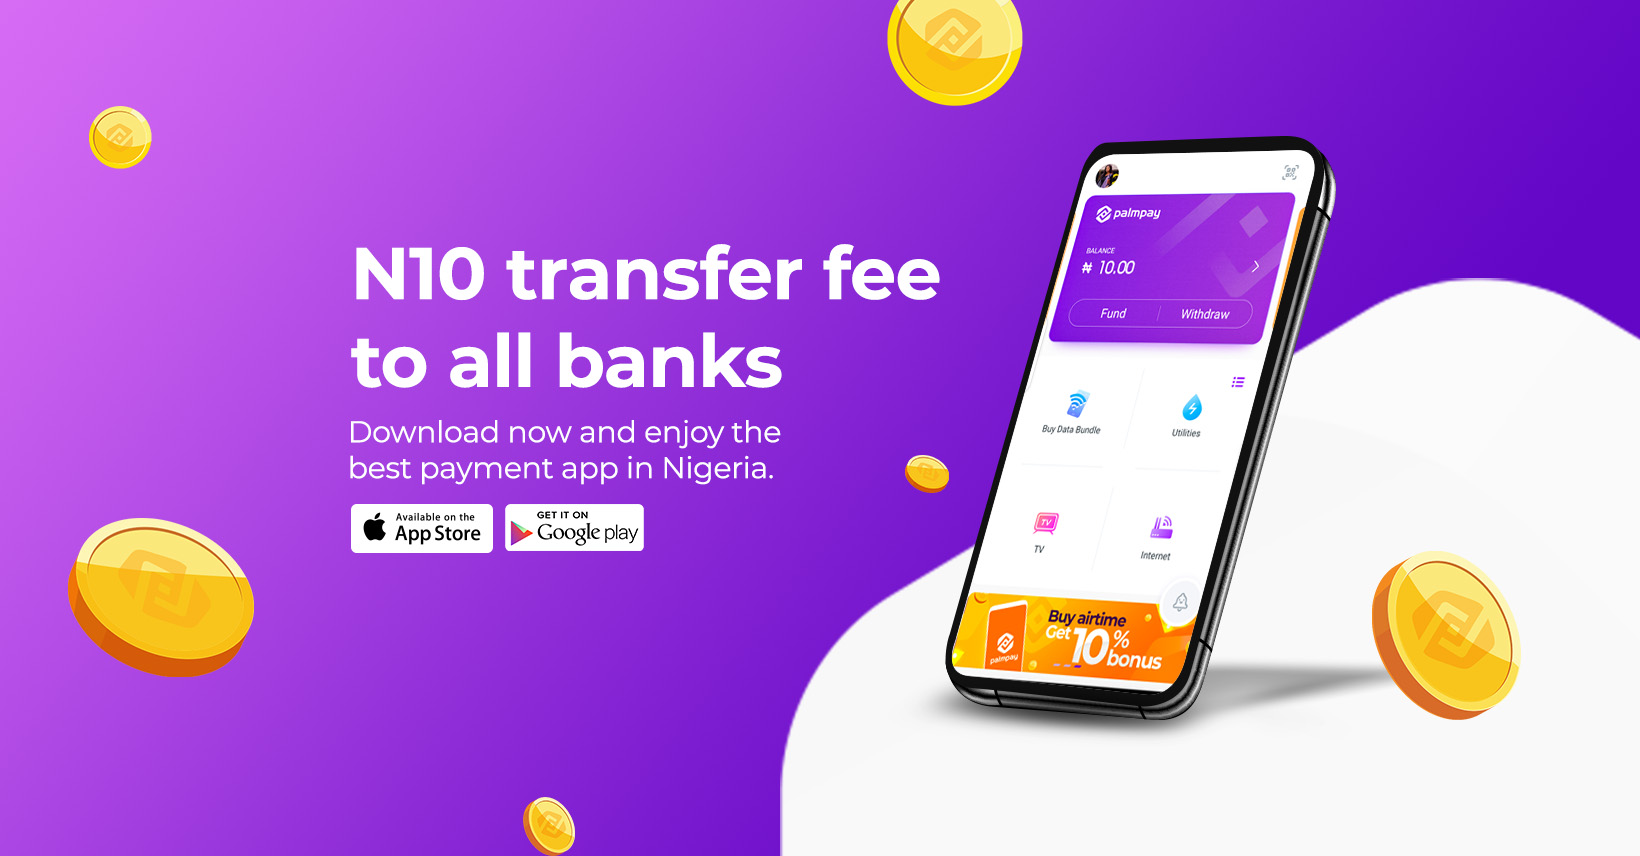 N10 transfer fee
to all banks
Download now and enjoy the
best payment app in Nigeria.
Available on the
App Store
GET IT ON
Google play
palmpay
BALANCE
₦ 10.00
Fund
Withdraw
Buy Data Bundle
Utilities
TV
TV
Internet
Buy airtime
Get 10% bonus
palmpay